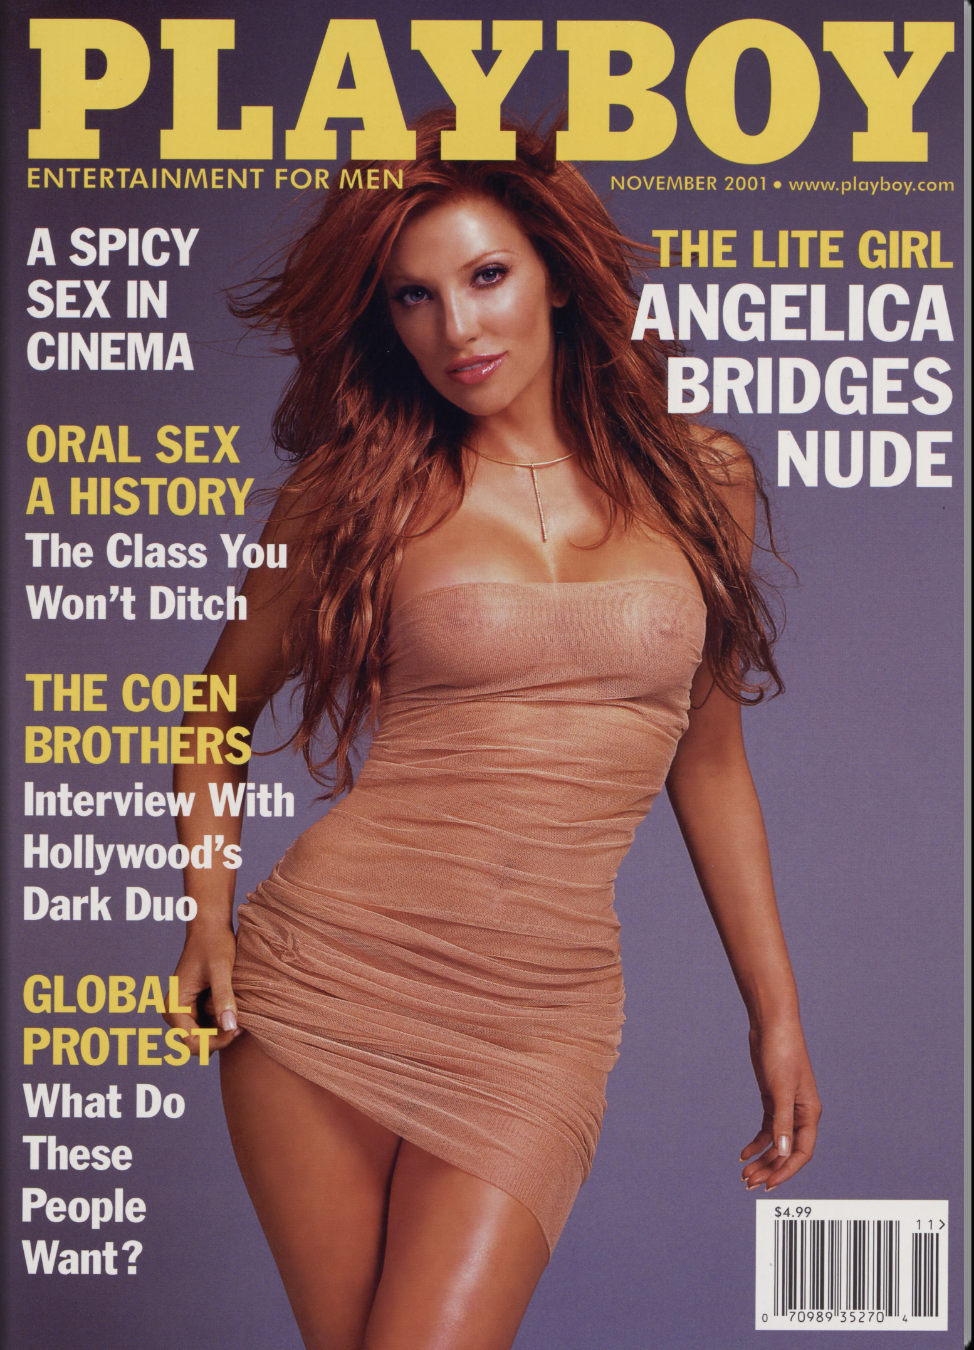 PLAYBOY
ENTERTAINMENT FOR MEN
NOVEMBER 2001 • www.playboy.com
A SPICY
SEX IN
CINEMA
ORAL SEX
A HISTORY
The Class You
Won't Ditch
THE COEN
BROTHERS
Interview With
Hollywood's
Dark Duo
GLOBAL
PROTEST
What Do
These
People
Want?
THE LITE GIRL
ANGELICA
BRIDGES
NUDE
$4.99
11>
0 70989 35270 4